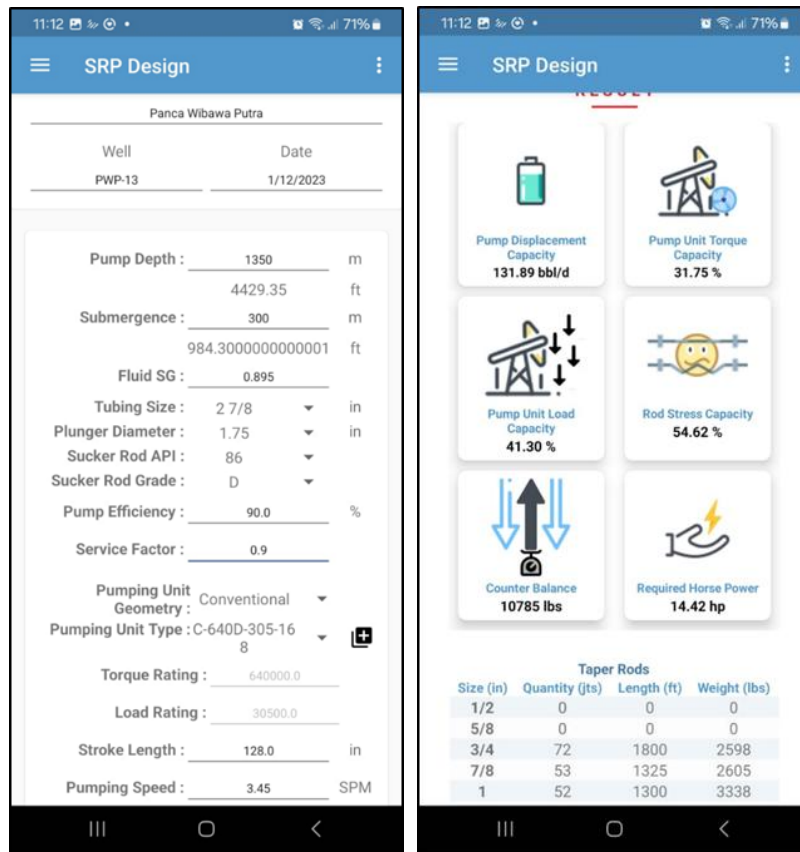 11:12 71%
SRP Design
Panca Wibawa Putra
Well Date
PWP-13 1/12/2023
Pump Depth : 1350 m
4429.35 ft
Submergence : 300 m
984.3000000000001 ft
Fluid SG : 0.895
Tubing Size : 2 7/8 in
Plunger Diameter : 1.75 in
Sucker Rod API : 86
Sucker Rod Grade : D
Pump Efficiency : 90.0 %
Service Factor : 0.9
Pumping Unit
Geometry : Conventional
Pumping Unit Type : C-640D-305-16
8
Torque Rating : 640000.0
Load Rating : 30500.0
Stroke Length : 128.0 in
Pumping Speed : 3.45 SPM
11:12 71%
SRP Design
RESULT
Pump Displacement
Capacity
131.89 bbl/d
Pump Unit Torque
Capacity
31.75 %
Pump Unit Load
Capacity
41.30 %
Rod Stress Capacity
54.62 %
Counter Balance
10785 lbs
Required Horse Power
14.42 hp
Taper Rods
Size (in) Quantity (jts) Length (ft) Weight (lbs)
1/2 0 0 0
5/8 0 0 0
3/4 72 1800 2598
7/8 53 1325 2605
1 52 1300 3338